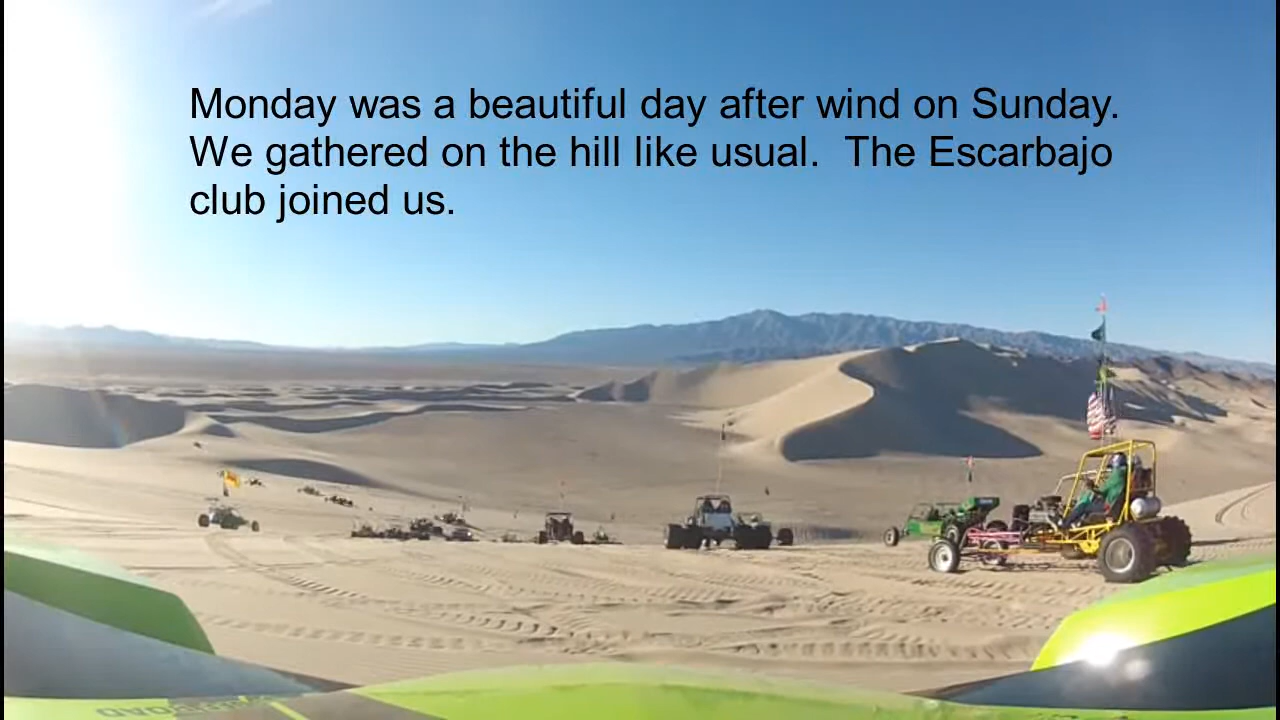 Monday was a beautiful day after wind on Sunday.
We gathered on the hill like usual.  The Escarbajo
club joined us.